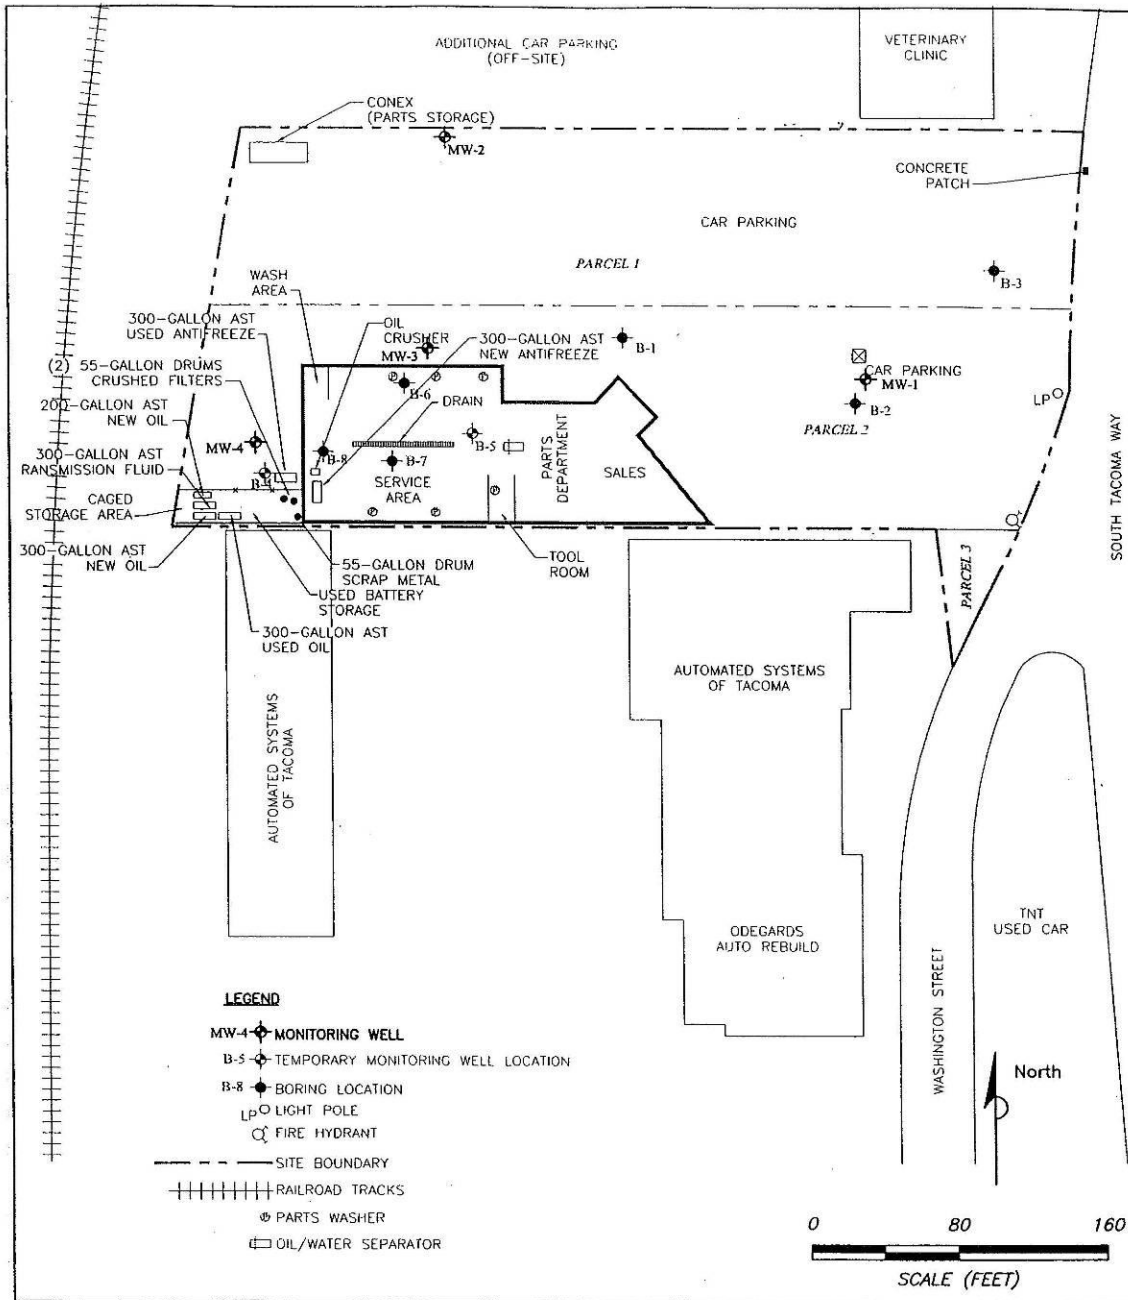 ADDITIONAL CAR PARKING
(OFF-SITE)
VETERINARY
CLINIC
CONEX
(PARTS STORAGE)
MW-2
CONCRETE
PATCH
CAR PARKING
PARCEL 1
WASH
AREA
B-3
300-GALLON AST
USED ANTIFREEZE
OIL
CRUSHER
300-GALLON AST
NEW ANTIFREEZE
MW-3
B-1
(2) 55-GALLON DRUMS
CRUSHED FILTERS
CAR PARKING
MW-1
LP
B-6
B-2
200-GALLON AST
NEW OIL
DRAIN
PARCEL 2
MW-4
B-5
300-GALLON AST
RANSMISSION FLUID
B-8
B-7
PARTS
DEPARTMENT
SALES
SERVICE
AREA
CAGED
STORAGE AREA
SOUTH TACOMA WAY
300-GALLON AST
NEW OIL
55-GALLON DRUM
SCRAP METAL
TOOL
ROOM
PARCEL 3
USED BATTERY
STORAGE
300-GALLON AST
USED OIL
AUTOMATED SYSTEMS
OF TACOMA
AUTOMATED SYSTEMS
OF TACOMA
ODEGARDS
AUTO REBUILD
TNT
USED CAR
WASHINGTON STREET
LEGEND
MW-4 MONITORING WELL
B-5 TEMPORARY MONITORING WELL LOCATION
B-8 BORING LOCATION
LP LIGHT POLE
FIRE HYDRANT
SITE BOUNDARY
RAILROAD TRACKS
PARTS WASHER
OIL/WATER SEPARATOR
North
0 80 160
SCALE (FEET)